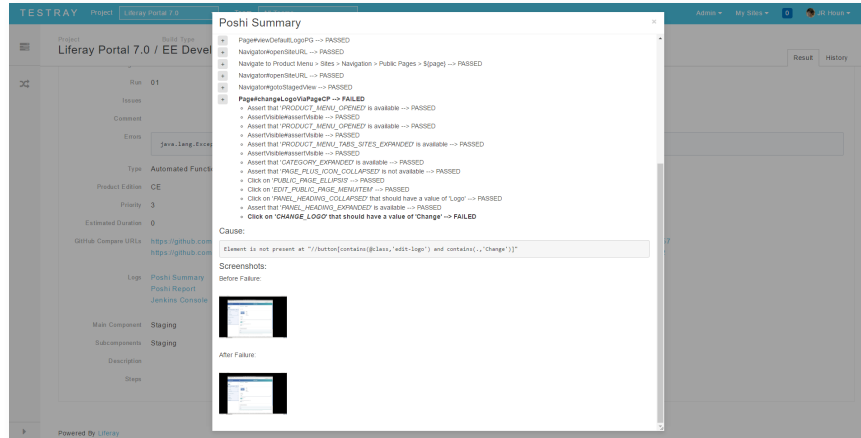 TESTRAY
Project
Liferay Portal 7.0
Admin
My Sites
0
JR Hoon
Project
Build Type
Liferay Portal 7.0 / EE Devel
Result
History
Run
01
Issues
Comment
Errors
java.lang.Excep
Type
Automated Functi
Product Edition
CE
Priority
3
Estimated Duration
0
GitHub Compare URLs
https://github.com
https://github.com
Logs
Poshi Summary
Poshi Report
Jenkins Console
Main Component
Staging
Subcomponents
Staging
Description
Steps
Powered By Liferay
Poshi Summary
×
+ Page#viewDefaultLogoPG --> PASSED
+ Navigator#openSiteURL --> PASSED
+ Navigate to Product Menu > Sites > Navigation > Public Pages > ${page} --> PASSED
+ Navigator#openSiteURL --> PASSED
+ Navigator#gotoStagedView --> PASSED
+ Page#changeLogoViaPageCP --> FAILED
Assert that 'PRODUCT_MENU_OPENED' is available --> PASSED
AssertVisible#assertVisible --> PASSED
Assert that 'PRODUCT_MENU_OPENED' is available --> PASSED
AssertVisible#assertVisible --> PASSED
Assert that 'PRODUCT_MENU_TABS_SITES_EXPANDED' is available --> PASSED
AssertVisible#assertVisible --> PASSED
Assert that 'CATEGORY_EXPANDED' is available --> PASSED
Assert that 'PAGE_PLUS_ICON_COLLAPSED' is not available --> PASSED
Click on 'PUBLIC_PAGE_ELLIPSIS' --> PASSED
Click on 'EDIT_PUBLIC_PAGE_MENUITEM' --> PASSED
Click on 'PANEL_HEADING_COLLAPSED' that should have a value of 'Logo' --> PASSED
Assert that 'PANEL_HEADING_EXPANDED' is available --> PASSED
Click on 'CHANGE_LOGO' that should have a value of 'Change' --> FAILED
Cause:
Element is not present at "//button[contains(@class,'edit-logo') and contains(.,'Change')]"
Screenshots:
Before Failure:
After Failure: